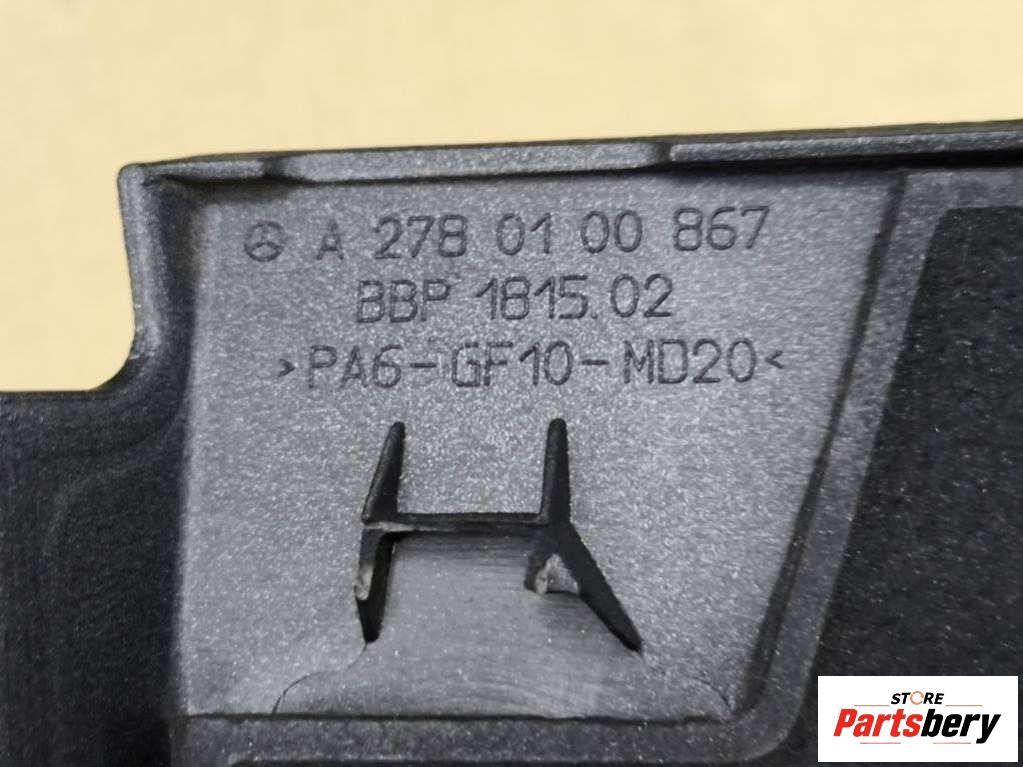 A 278 01 00 867
BBP 1815.02
>PA6-GF10-MD20<
STORE
Partsbery